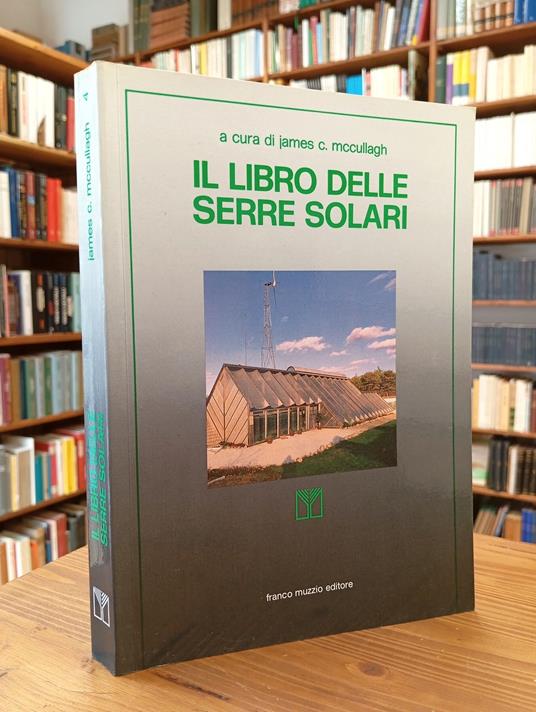 a cura di james c. mccullagh
IL LIBRO DELLE
SERRE SOLARI
franco muzzio editore
james c. mccullagh 4
IL LIBRO DELLE
SERRE SOLARI